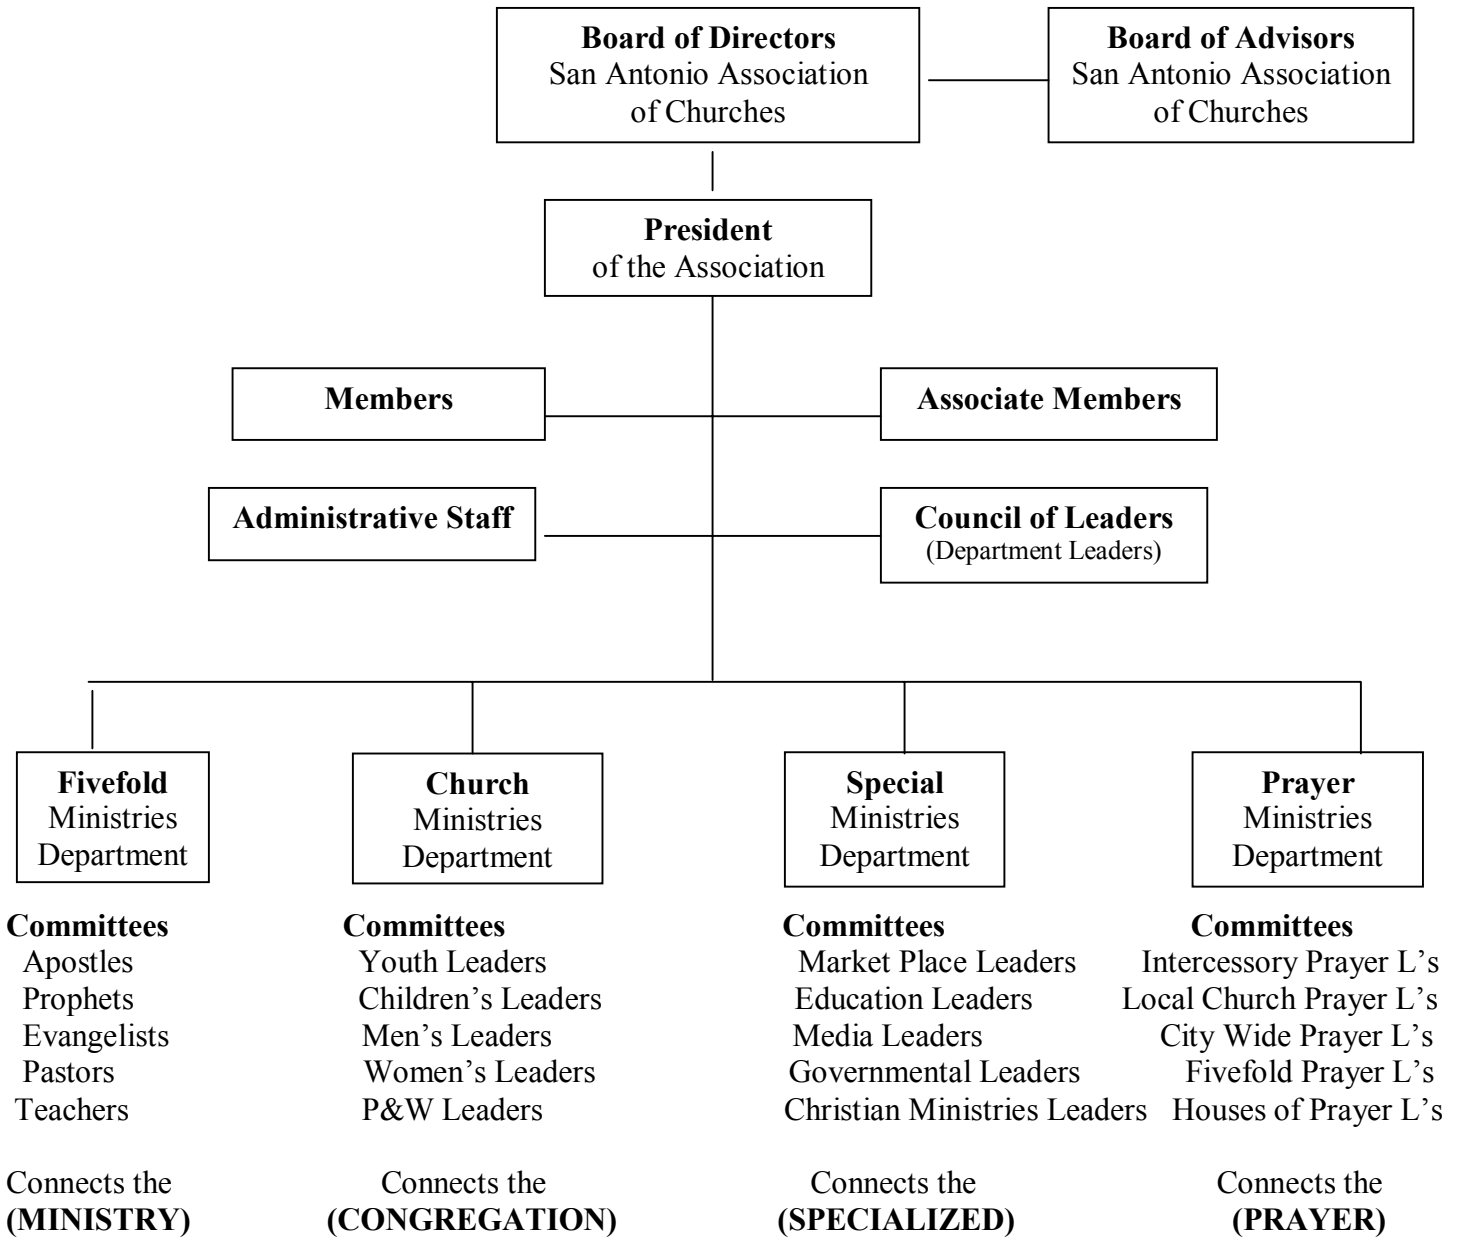 Board of Directors
San Antonio Association
of Churches
Board of Advisors
San Antonio Association
of Churches
President
of the Association
Members
Associate Members
Administrative Staff
Council of Leaders
(Department Leaders)
Fivefold
Ministries
Department
Church
Ministries
Department
Special
Ministries
Department
Prayer
Ministries
Department
Committees
Apostles
Prophets
Evangelists
Pastors
Teachers
Connects the
(MINISTRY)
Committees
Youth Leaders
Children’s Leaders
Men’s Leaders
Women’s Leaders
P&W Leaders
Connects the
(CONGREGATION)
Committees
Market Place Leaders
Education Leaders
Media Leaders
Governmental Leaders
Christian Ministries Leaders
Connects the
(SPECIALIZED)
Committees
Intercessory Prayer L’s
Local Church Prayer L’s
City Wide Prayer L’s
Fivefold Prayer L’s
Houses of Prayer L’s
Connects the
(PRAYER)